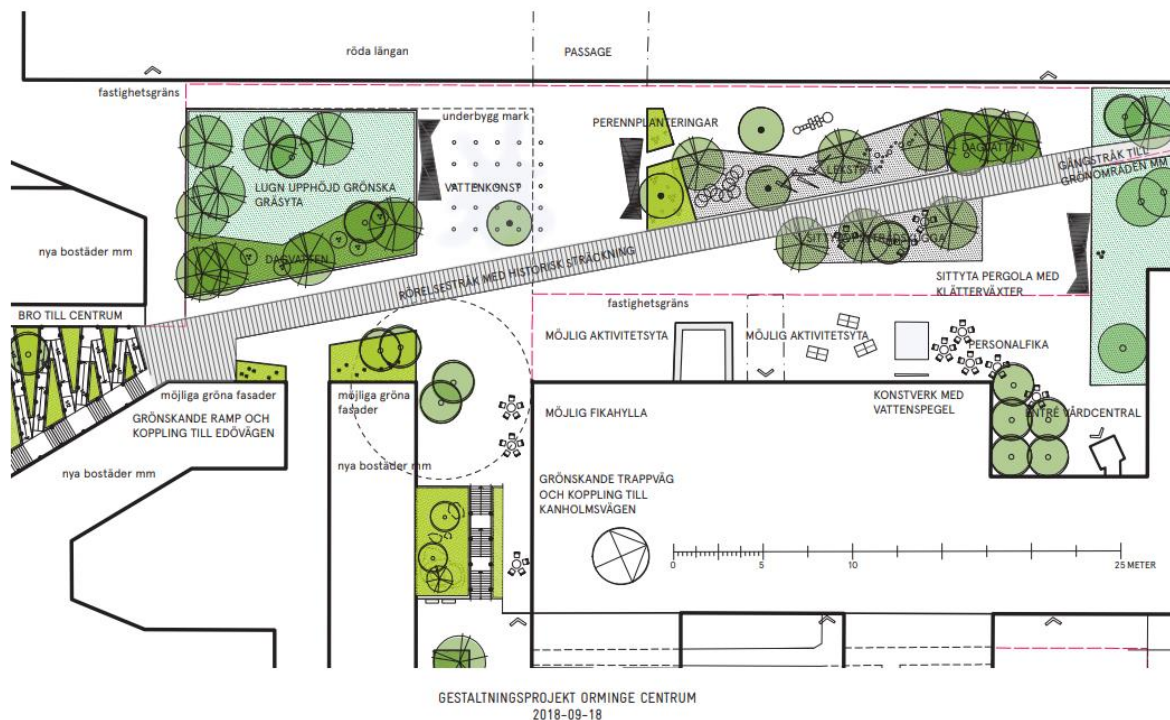 röda längan
PASSAGE
fastighetsgräns
underbygg mark
PERENNPLANTERINGAR
DAGVATTEN
LEKSTRÅK
GÅNGSTRÅK TILL
GRÖNOMRÅDEN MM
LUGN UPPHÖJD GRÖNSKA
GRÄSYTA
VATTENKONST
nya bostäder mm
DAGVATTEN
RÖRELSESTRÅK MED HISTORISK STRÄCKNING
SITTYTA PERGOLA MED
KLÄTTERVÄXTER
fastighetsgräns
BRO TILL CENTRUM
MÖJLIG AKTIVITETSYTA
MÖJLIG AKTIVITETSYTA
PERSONALFIKA
möjliga gröna fasader
möjliga gröna
fasader
KONSTVERK MED
VATTENSPEGEL
GRÖNSKANDE RAMP OCH
KOPPLING TILL EDÖVÄGEN
MÖJLIG FIKAHYLLA
ENTRÉ VÅRDCENTRAL
nya bostäder mm
nya bostäder mm
GRÖNSKANDE TRAPPVÄG
OCH KOPPLING TILL
KANHOLMSVÄGEN
0 5 10 25 METER
GESTALTNINGSPROJEKT ORMINGE CENTRUM
2018-09-18